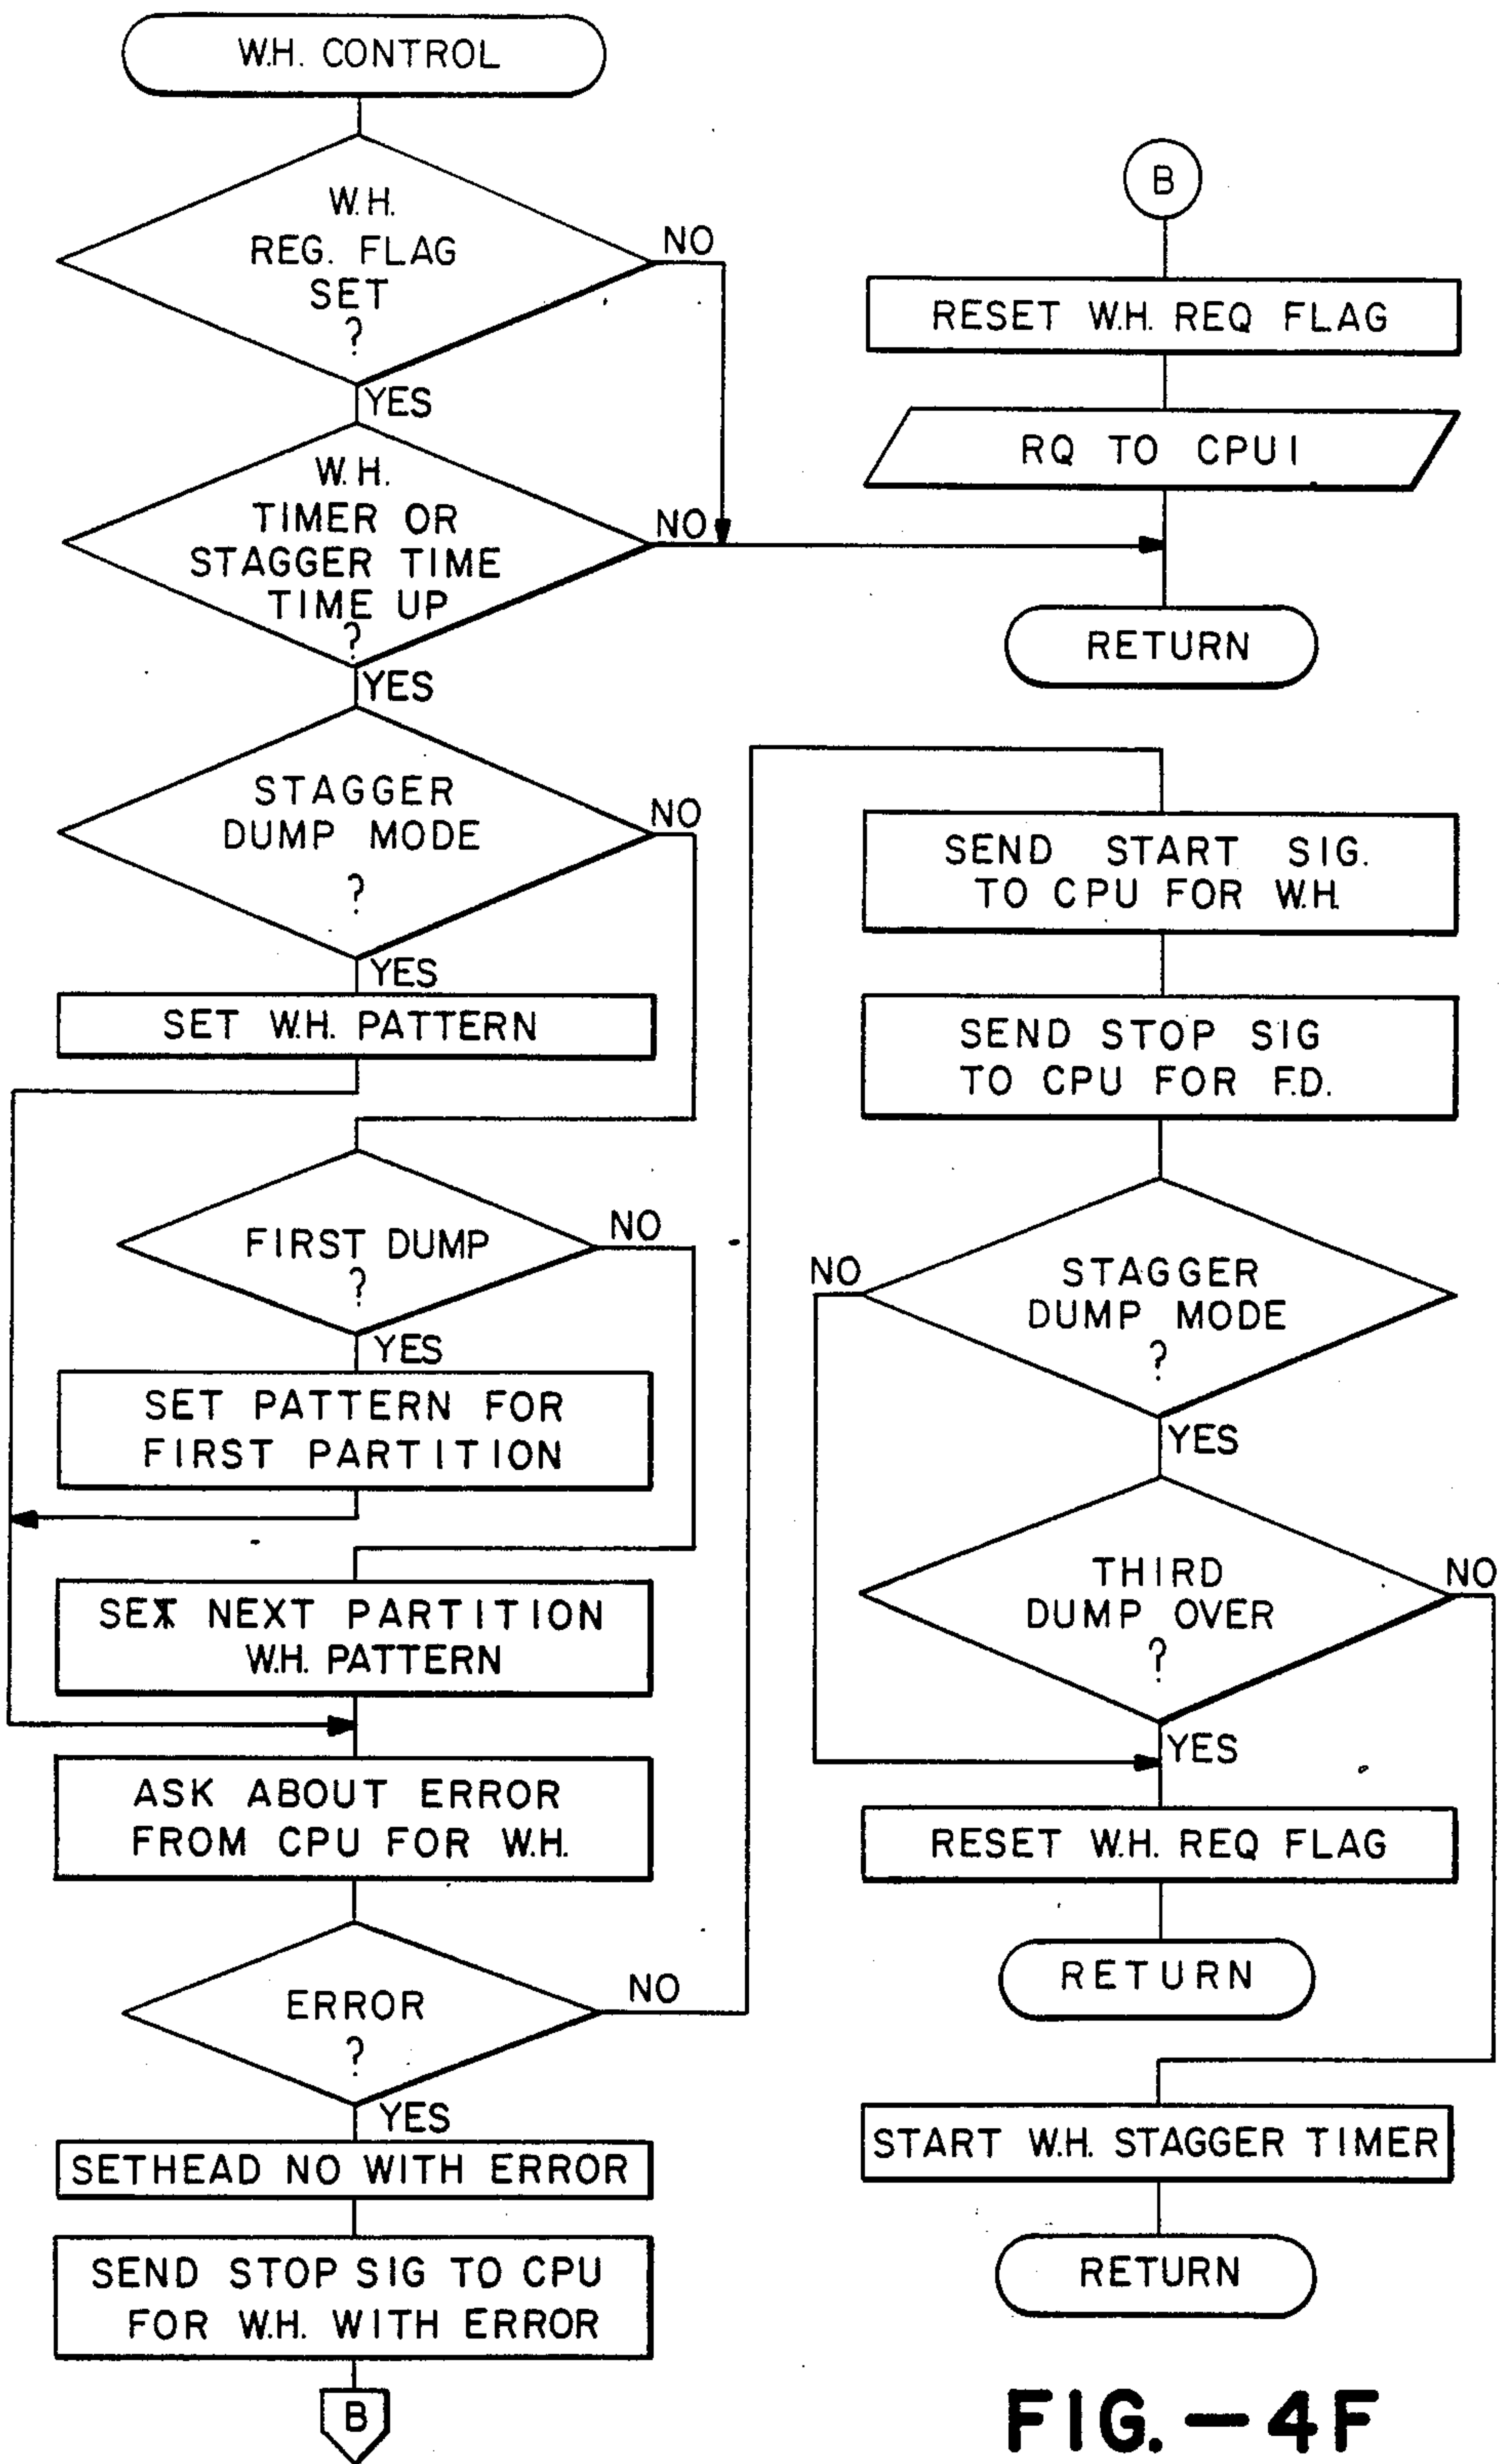 W.H. CONTROL
W.H.
REG. FLAG
SET
?
NO
YES
W.H.
TIMER OR
STAGGER TIME
TIME UP
?
NO
YES
STAGGER
DUMP MODE
?
NO
YES
SET W.H. PATTERN
FIRST DUMP
?
NO
YES
SET PATTERN FOR
FIRST PARTITION
NEXT PARTITION
W.H. PATTERN
ASK ABOUT ERROR
FROM CPU FOR W.H.
ERROR
?
NO
YES
SETHEAD NO WITH ERROR
SEND STOP SIG TO CPU
FOR W.H. WITH ERROR
B
B
RESET W.H. REQ FLAG
RQ TO CPU1
RETURN
SEND START SIG.
TO CPU FOR W.H.
SEND STOP SIG
TO CPU FOR F.D.
STAGGER
DUMP MODE
?
NO
YES
THIRD
DUMP OVER
?
NO
YES
RESET W.H. REQ FLAG
RETURN
START W.H. STAGGER TIMER
RETURN
FIG.—4F